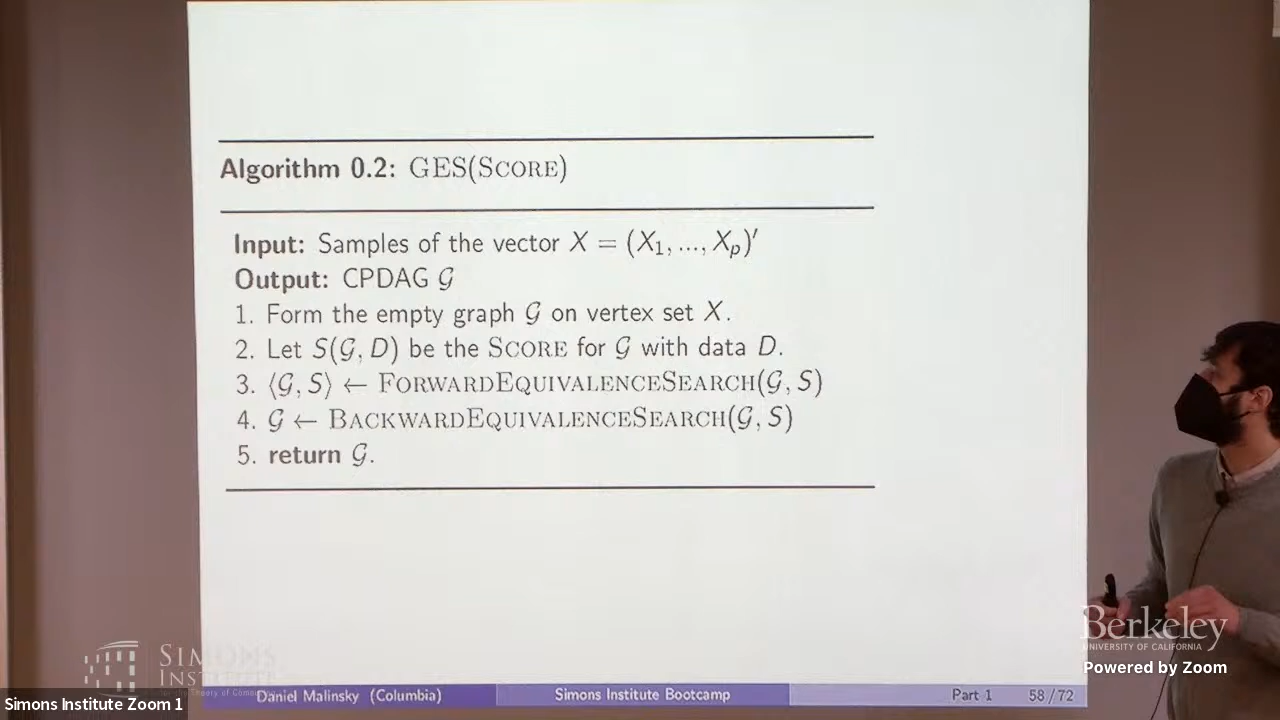 Algorithm 0.2: GES(SCORE)
Input: Samples of the vector X = (X₁, ..., Xₚ)′
Output: CPDAG 𝒢
1. Form the empty graph 𝒢 on vertex set X.
2. Let S(𝒢, D) be the SCORE for 𝒢 with data D.
3. ⟨𝒢, S⟩ ← FORWARDEQUIVALENCESEARCH(𝒢, S)
4. 𝒢 ← BACKWARDEQUIVALENCESEARCH(𝒢, S)
5. return 𝒢.
Berkeley
UNIVERSITY OF CALIFORNIA
Powered by Zoom
SIMONS
INSTITUTE
Daniel Malinsky (Columbia) Simons Institute Bootcamp Part 1 58 / 72
Simons Institute Zoom 1